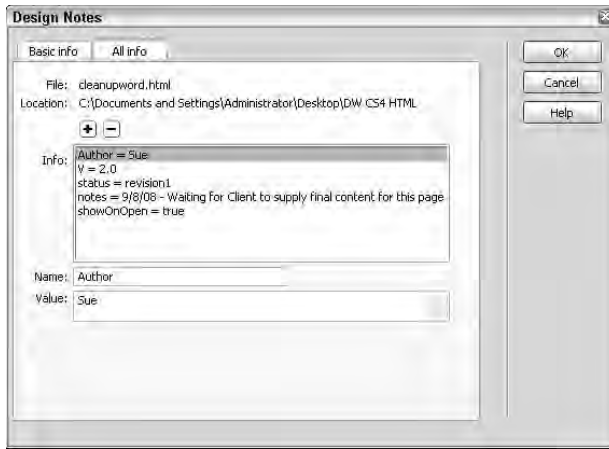 Design Notes
Basic info
All info
OK
Cancel
Help
File: cleanupword.html
Location: C:\Documents and Settings\Administrator\Desktop\DW CS4 HTML
Info:
Author = Sue
V = 2.0
status = revision1
notes = 9/8/08 - Waiting for Client to supply final content for this page
showOnOpen = true
Name: Author
Value: Sue